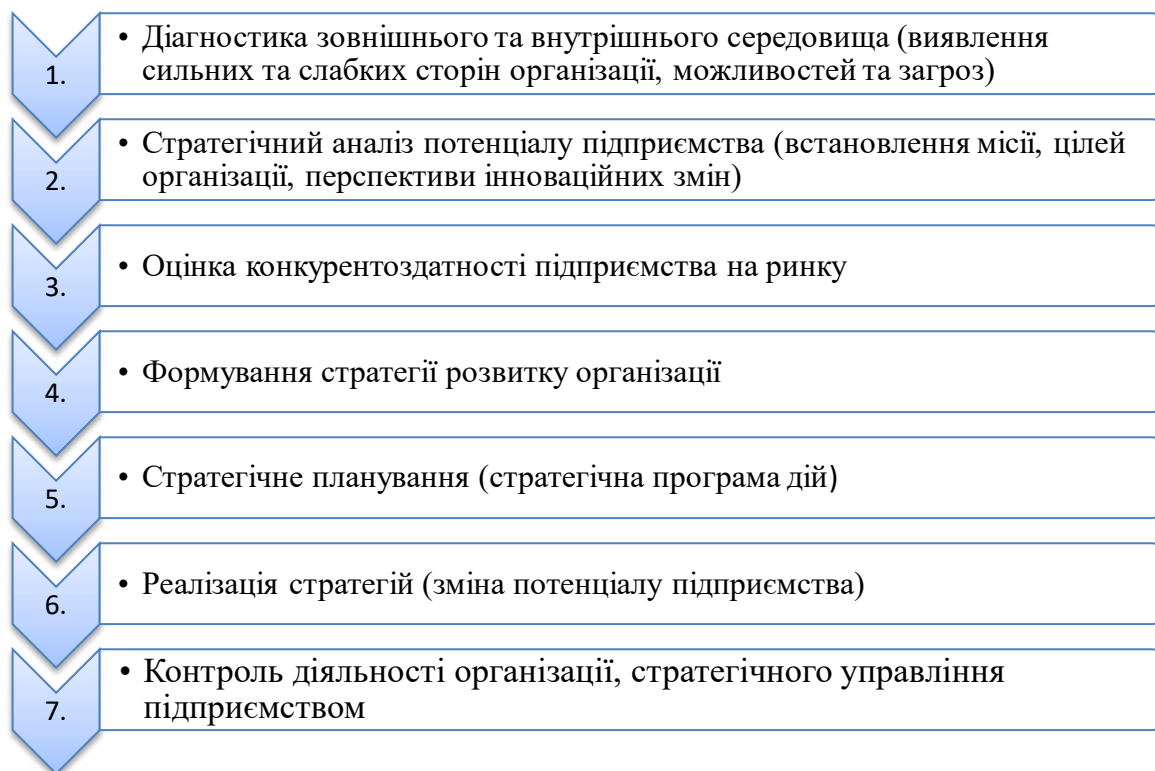 1.
• Діагностика зовнішнього та внутрішнього середовища (виявлення
сильних та слабких сторін організації, можливостей та загроз)
2.
• Стратегічний аналіз потенціалу підприємства (встановлення місії, цілей
організації, перспективи інноваційних змін)
3.
• Оцінка конкурентоздатності підприємства на ринку
4.
• Формування стратегії розвитку організації
5.
• Стратегічне планування (стратегічна програма дій)
6.
• Реалізація стратегій (зміна потенціалу підприємства)
7.
• Контроль діяльності організації, стратегічного управління
підприємством